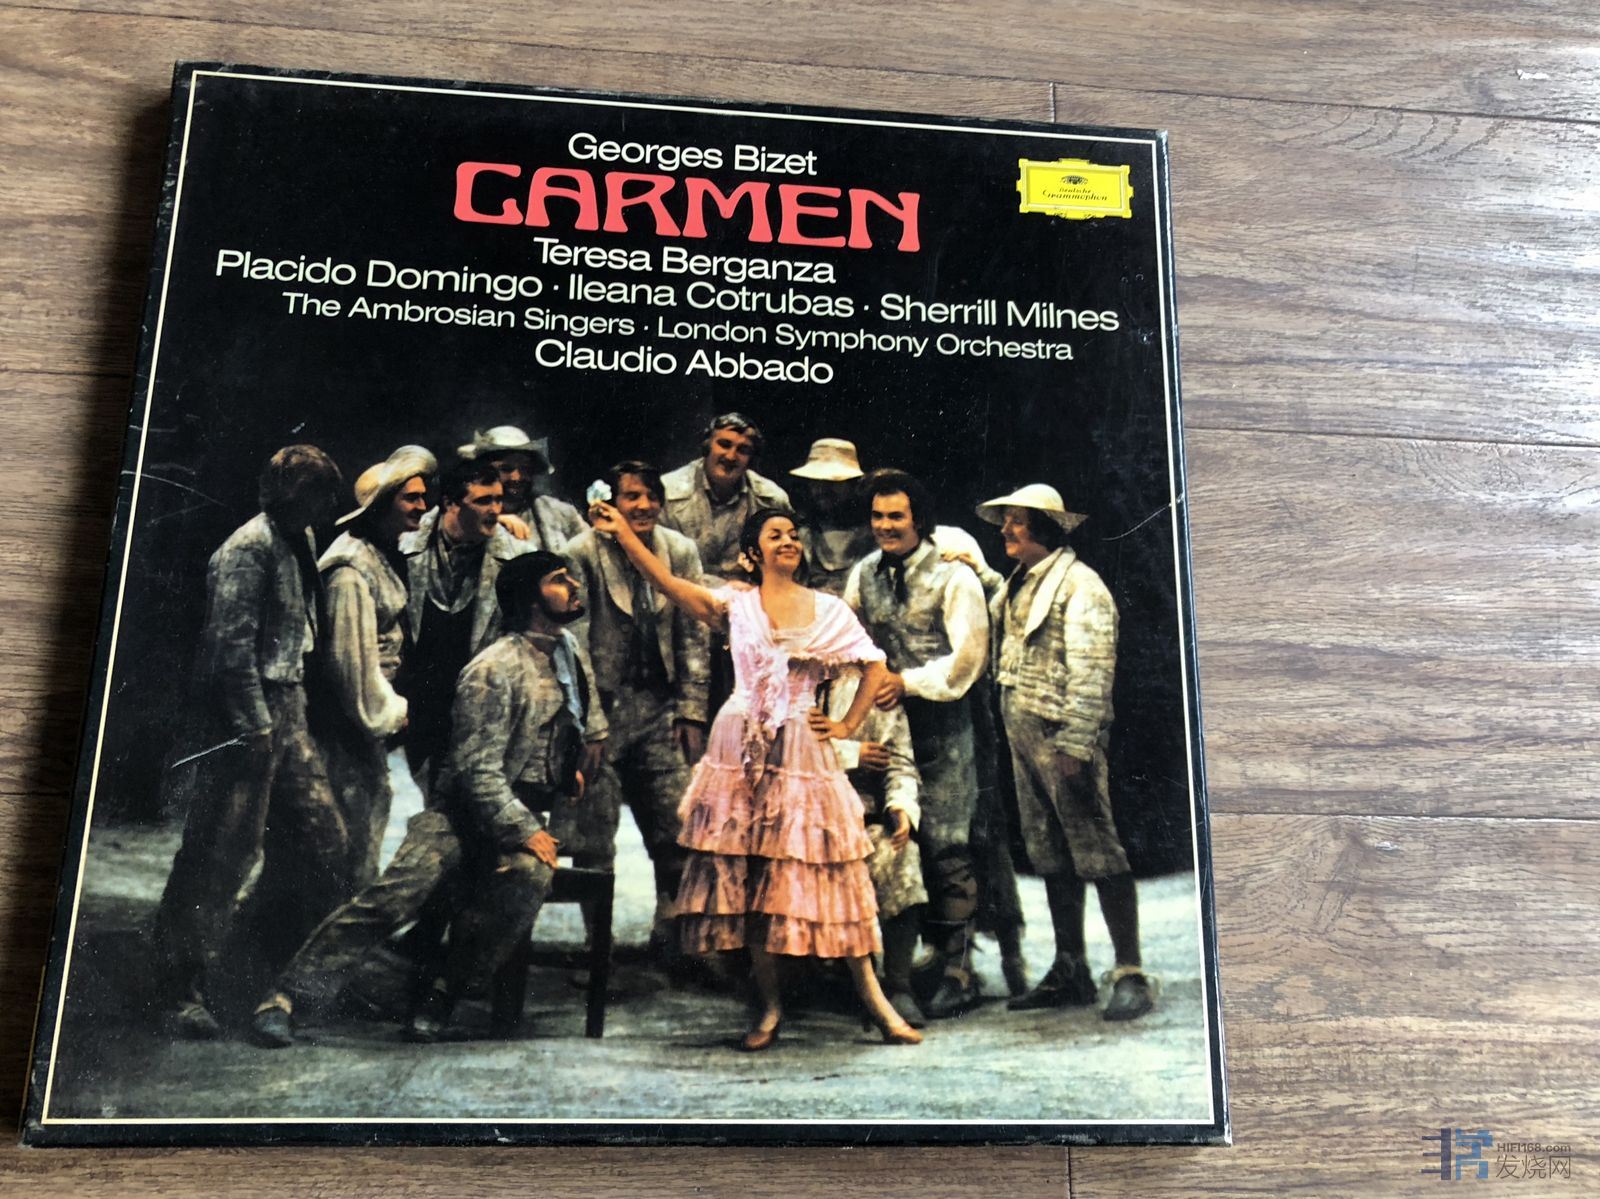 Georges Bizet
CARMEN
Deutsche
Grammophon
Teresa Berganza
Placido Domingo · Ileana Cotrubas · Sherrill Milnes
The Ambrosian Singers · London Symphony Orchestra
Claudio Abbado
HIFI168.com
发烧网